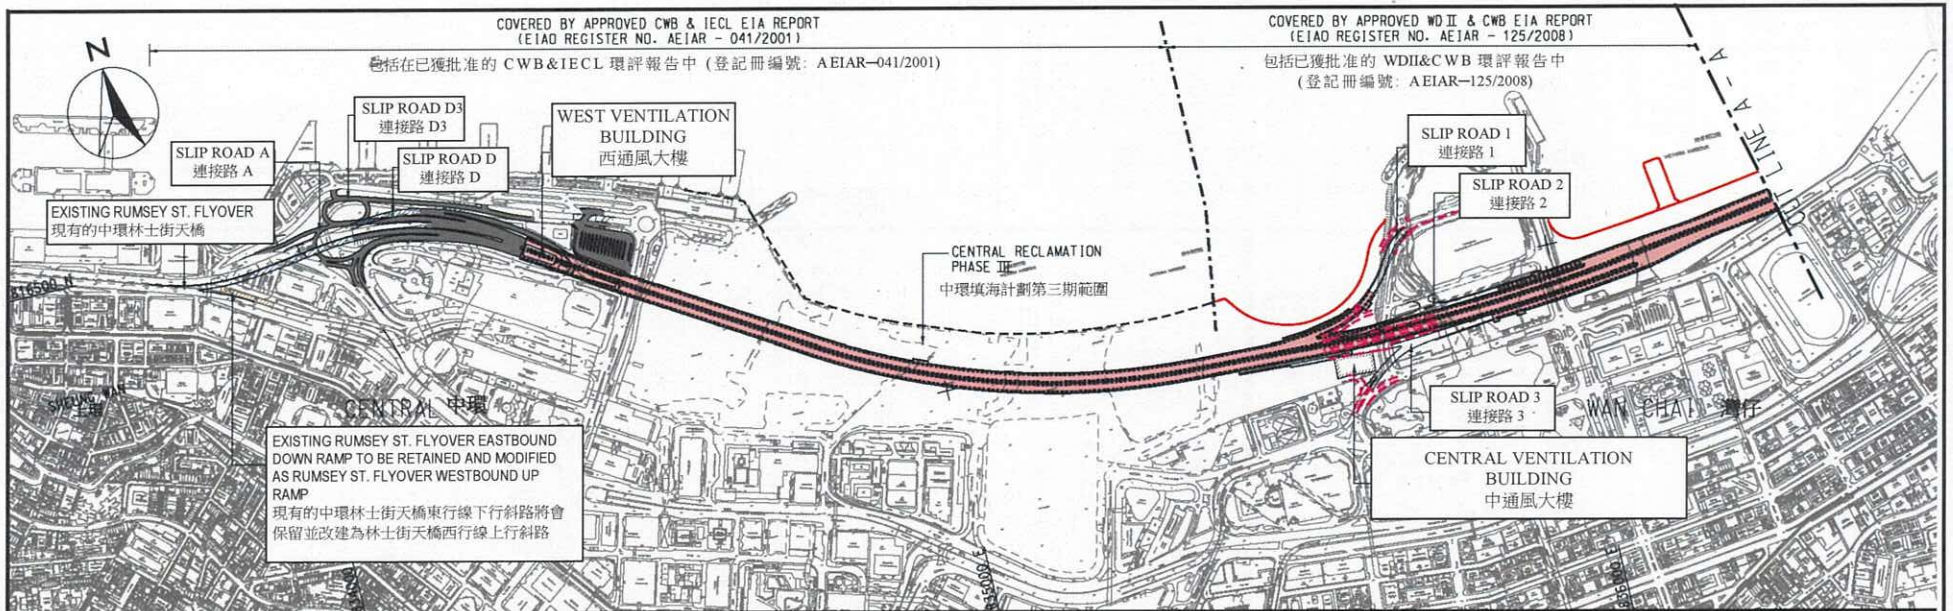 COVERED BY APPROVED CWB & IECL EIA REPORT
(EIAO REGISTER NO. AEIAR - 041/2001)
包括在已獲批准的 CWB&IECL 環評報告中 (登記冊編號: AEIAR—041/2001)
COVERED BY APPROVED WDII & CWB EIA REPORT
(EIAO REGISTER NO. AEIAR - 125/2008)
包括已獲批准的 WDII&CWB 環評報告中
(登記冊編號: AEIAR—125/2008)
N
SLIP ROAD D3
連接路 D3
WEST VENTILATION
BUILDING
西通風大樓
SLIP ROAD A
連接路 A
SLIP ROAD D
連接路 D
EXISTING RUMSEY ST. FLYOVER
現有的中環林士街天橋
816500 N
SLIP ROAD 1
連接路 1
SLIP ROAD 2
連接路 2
LINE A-A
CENTRAL RECLAMATION
PHASE III
中環填海計劃第三期範圍
SHEUNG WAN
上環
CENTRAL 中環
SLIP ROAD 3
連接路 3
WAN CHAI 灣仔
EXISTING RUMSEY ST. FLYOVER EASTBOUND
DOWN RAMP TO BE RETAINED AND MODIFIED
AS RUMSEY ST. FLYOVER WESTBOUND UP
RAMP
現有的中環林士街天橋東行線下行斜路將會
保留並改建為林士街天橋西行線上行斜路
CENTRAL VENTILATION
BUILDING
中通風大樓